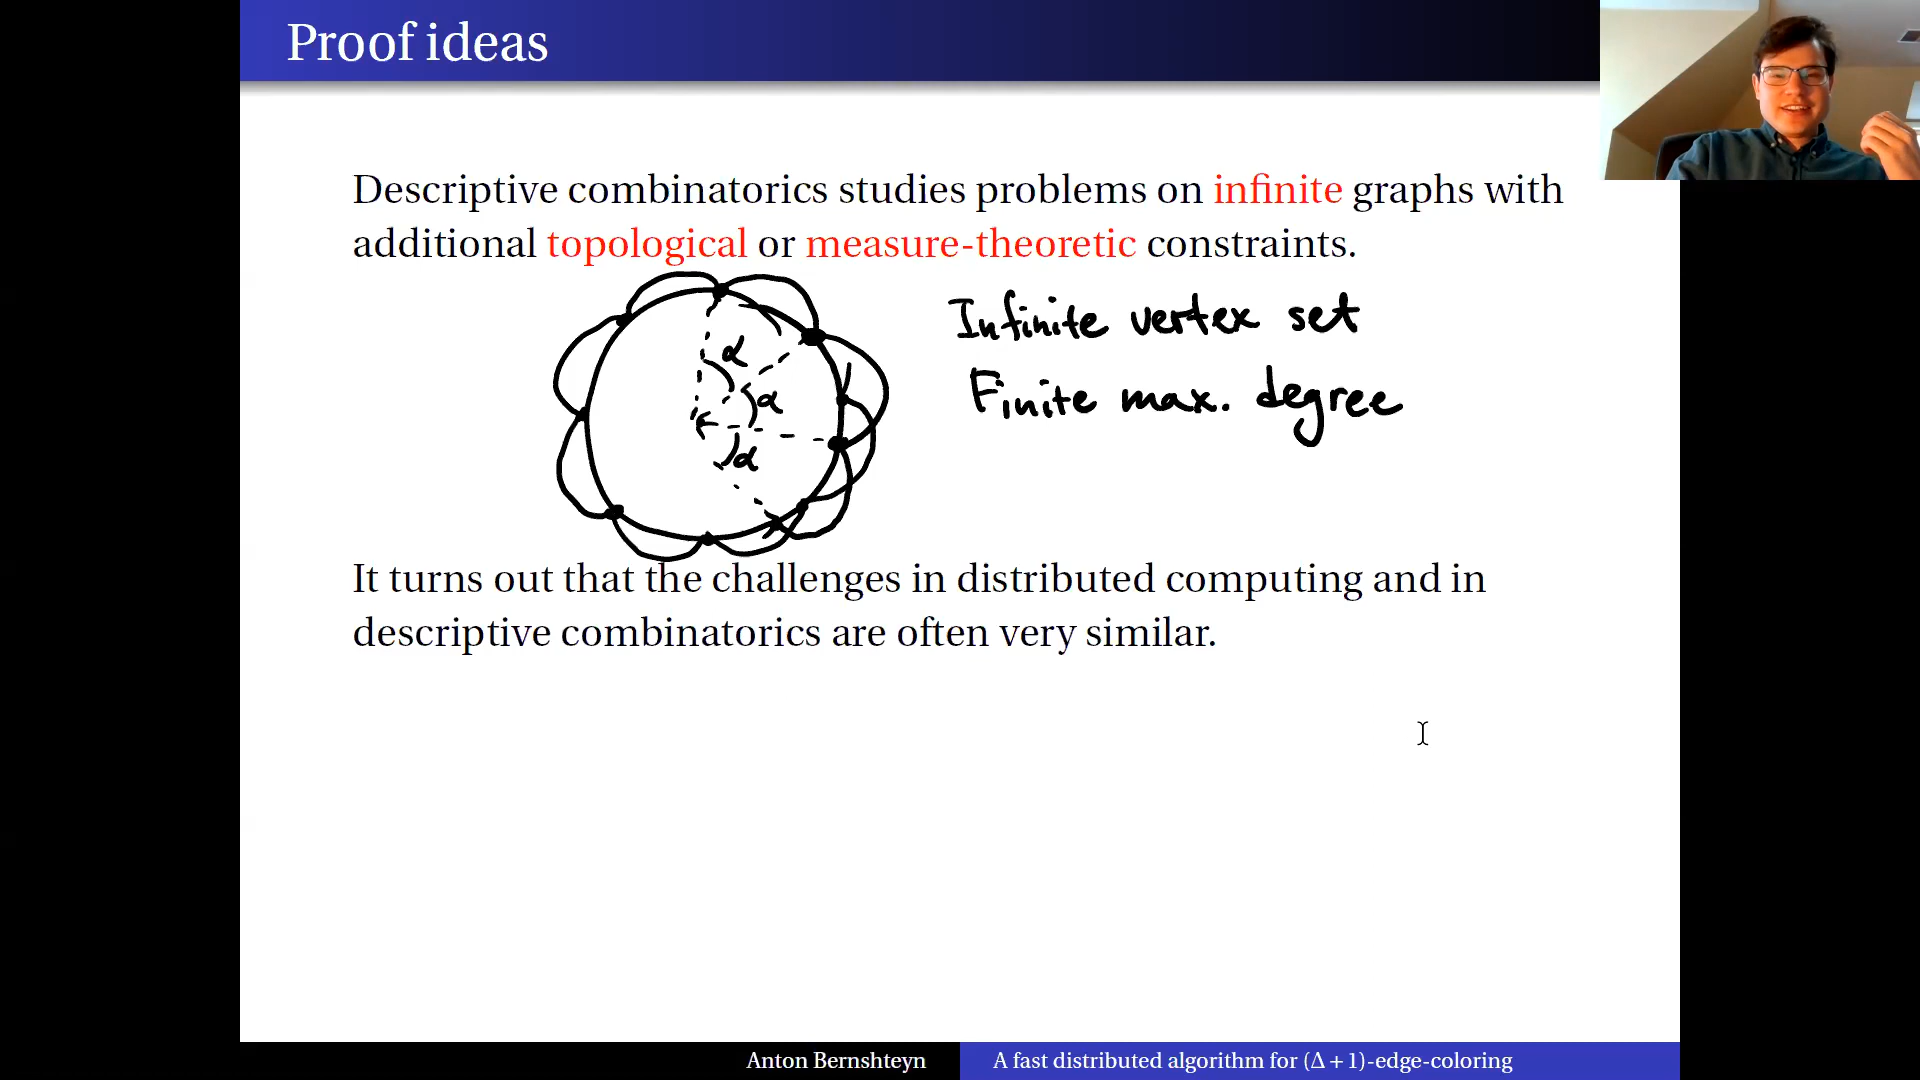 Proof ideas
Descriptive combinatorics studies problems on infinite graphs with
additional topological or measure-theoretic constraints.
Infinite vertex set
α
Finite max. degree
α
α
It turns out that the challenges in distributed computing and in
descriptive combinatorics are often very similar.
Anton Bernshteyn
A fast distributed algorithm for (Δ + 1)-edge-coloring